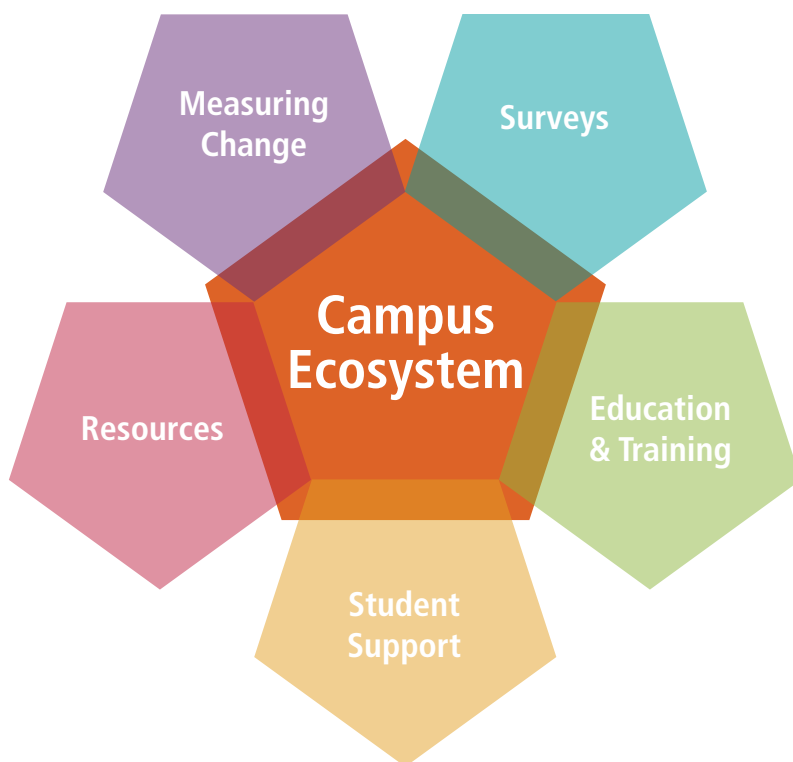 Measuring
Change
Surveys
Campus
Ecosystem
Resources
Education
& Training
Student
Support